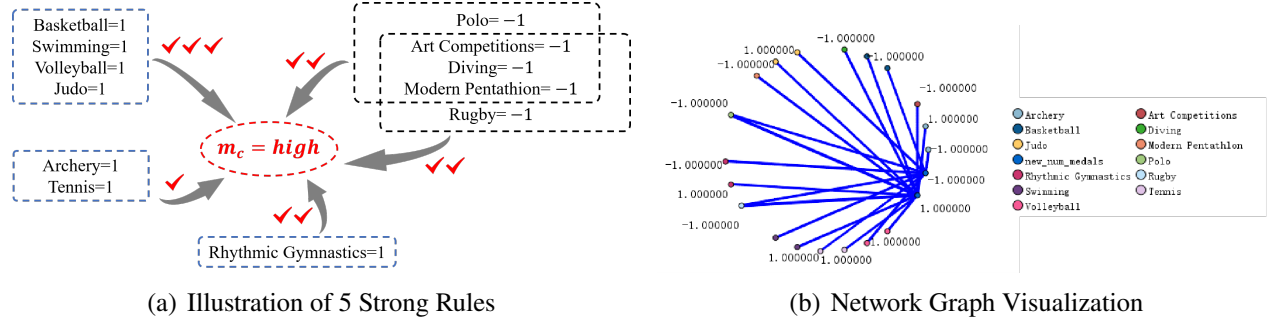 Basketball=1
Swimming=1
Volleyball=1
Judo=1
Archery=1
Tennis=1
Polo= −1
Art Competitions= −1
Diving= −1
Modern Pentathion= −1
Rugby= −1
m_c = high
Rhythmic Gymnastics=1
(a) Illustration of 5 Strong Rules
-1.000000
1.000000
1.000000
-1.000000
-1.000000
-1.000000
-1.000000
1.000000
1.000000
-1.000000
-1.000000
-1.000000
1.000000
1.000000
1.000000
1.000000
Archery
Basketball
Judo
new_num_medals
Rhythmic Gymnastics
Swimming
Volleyball
Art Competitions
Diving
Modern Pentathlon
Polo
Rugby
Tennis
(b) Network Graph Visualization